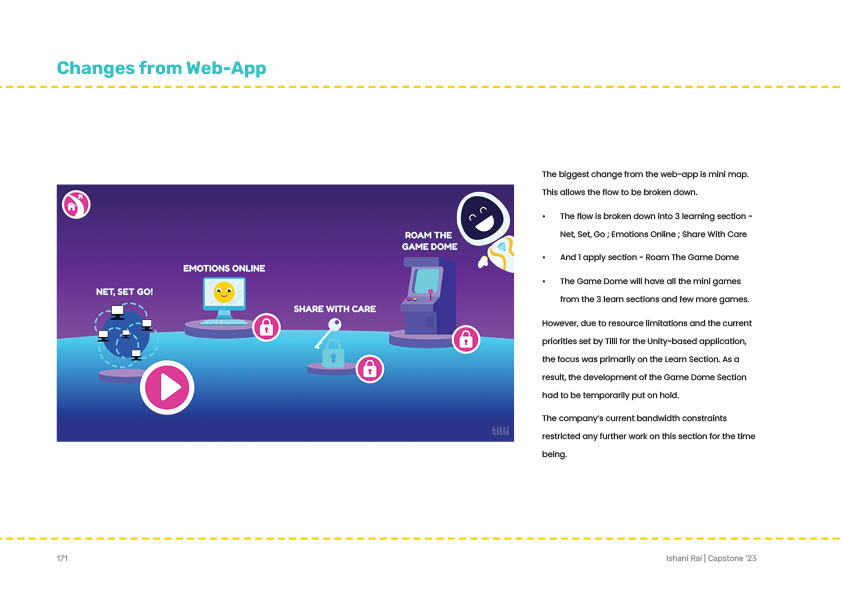 Changes from Web-App
ROAM THE
GAME DOME
EMOTIONS ONLINE
NET, SET GO!
SHARE WITH CARE
tilli
The biggest change from the web-app is mini map.
This allows the flow to be broken down.
• The flow is broken down into 3 learning section -
Net, Set, Go ; Emotions Online ; Share With Care
• And 1 apply section - Roam The Game Dome
• The Game Dome will have all the mini games
from the 3 learn sections and few more games.
However, due to resource limitations and the current
priorities set by Tilli for the Unity-based application,
the focus was primarily on the Learn Section. As a
result, the development of the Game Dome Section
had to be temporarily put on hold.
The company's current bandwidth constraints
restricted any further work on this section for the time
being.
171
Ishani Rai | Capstone '23